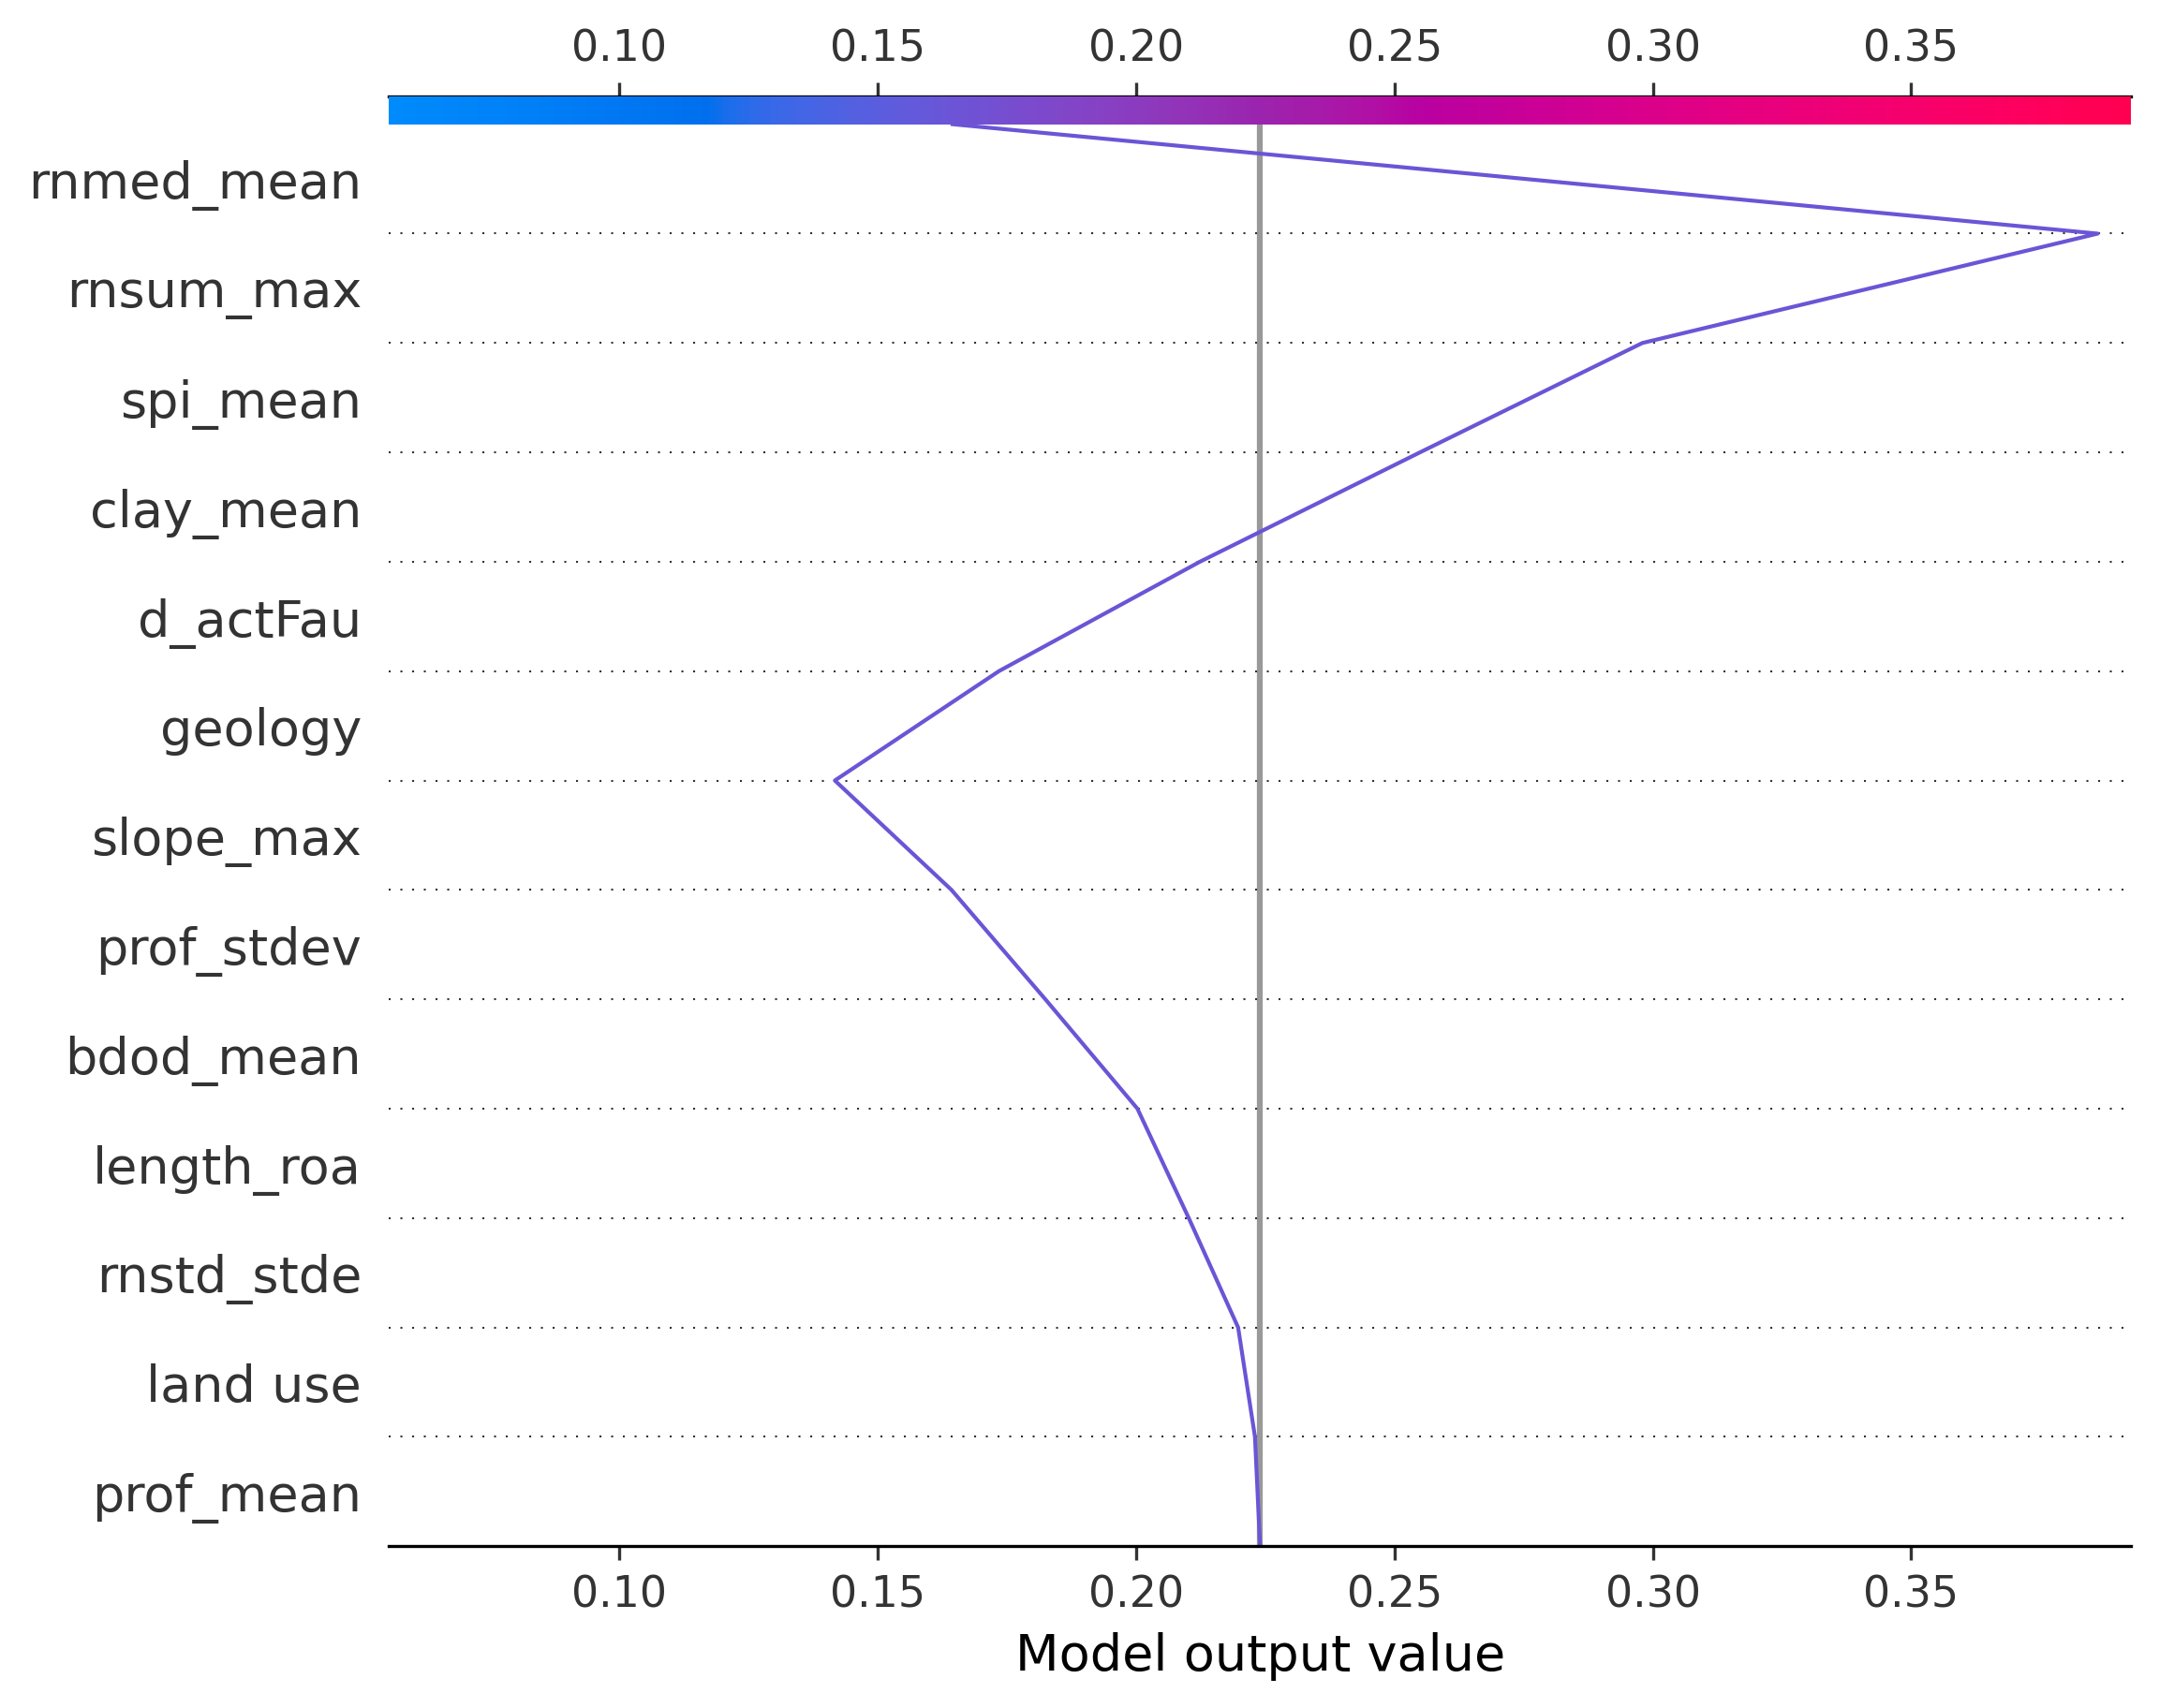 0.10 0.15 0.20 0.25 0.30 0.35
rnmed_mean
rnsum_max
spi_mean
clay_mean
d_actFau
geology
slope_max
prof_stdev
bdod_mean
length_roa
rnstd_stde
land use
prof_mean
0.10 0.15 0.20 0.25 0.30 0.35
Model output value